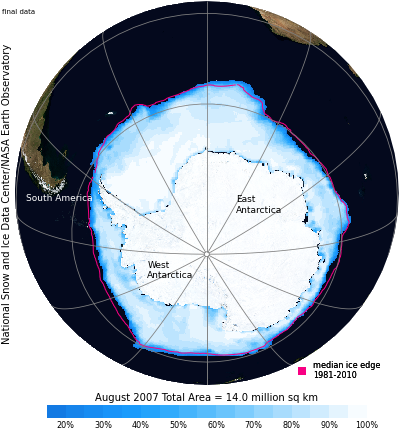 final data
National Snow and Ice Data Center/NASA Earth Observatory
South America
East
Antarctica
West
Antarctica
median ice edge
1981-2010
August 2007 Total Area = 14.0 million sq km
20% 30% 40% 50% 60% 70% 80% 90% 100%